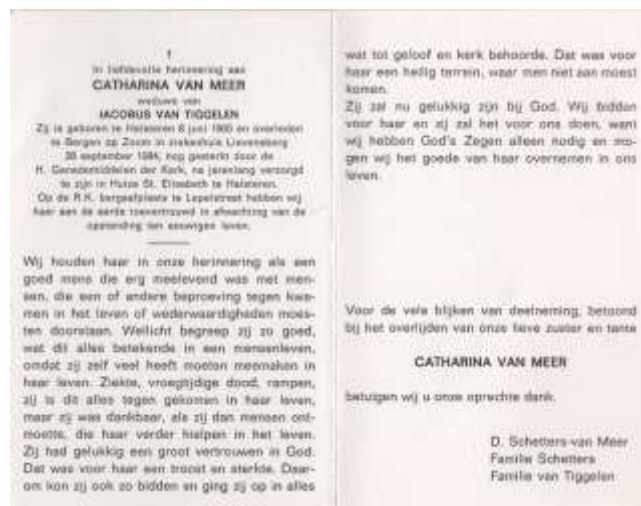 †
In liefdevolle herinnering aan
CATHARINA VAN MEER
weduwe van
JACOBUS VAN TIGGELEN
Zij is geboren te Halsteren 8 juni 1900 en overleden
te Bergen op Zoom in ziekenhuis Lievensberg
28 september 1984, nog gesterkt door de
H. Genademiddelen der Kerk, na jarenlang verzorgd
te zijn in Huize St. Elisabeth te Halsteren.
Op de R.K. begraafplaats te Lepelstraat hebben wij
haar aan de aarde toevertrouwd in afwachting van de
opstanding ten eeuwigen leven.
Wij houden haar in onze herinnering als een
goed mens die erg meelevend was met men-
sen, die een of andere beproeving tegen kwa-
men in het leven of wederwaardigheden moes-
ten doorstaan. Wellicht begreep zij zo goed,
wat dit alles betekende in een mensenleven,
omdat zij zelf veel heeft moeten meemaken in
haar leven. Ziekte, vroegtijdige dood, rampen,
zij is dit alles tegen gekomen in haar leven,
maar zij was dankbaar, als zij dan mensen ont-
moette, die haar verder hielpen in het leven.
Zij had gelukkig een groot vertrouwen in God.
Dat was voor haar een troost en sterkte. Daar-
om kon zij ook zo bidden en ging zij op in alles
wat tot geloof en kerk behoorde. Dat was voor
haar een heilig terrein, waar men niet aan moest
komen.
Zij zal nu gelukkig zijn bij God. Wij bidden
voor haar en zij zal het voor ons doen, want
wij hebben God's Zegen alleen nodig en mo-
gen wij het goede van haar overnemen in ons
leven.
Voor de vele blijken van deelneming, betoond
bij het overlijden van onze lieve zuster en tante
CATHARINA VAN MEER
betuigen wij u onze oprechte dank.
D. Schetters-van Meer
Familie Schetters
Familie van Tiggelen